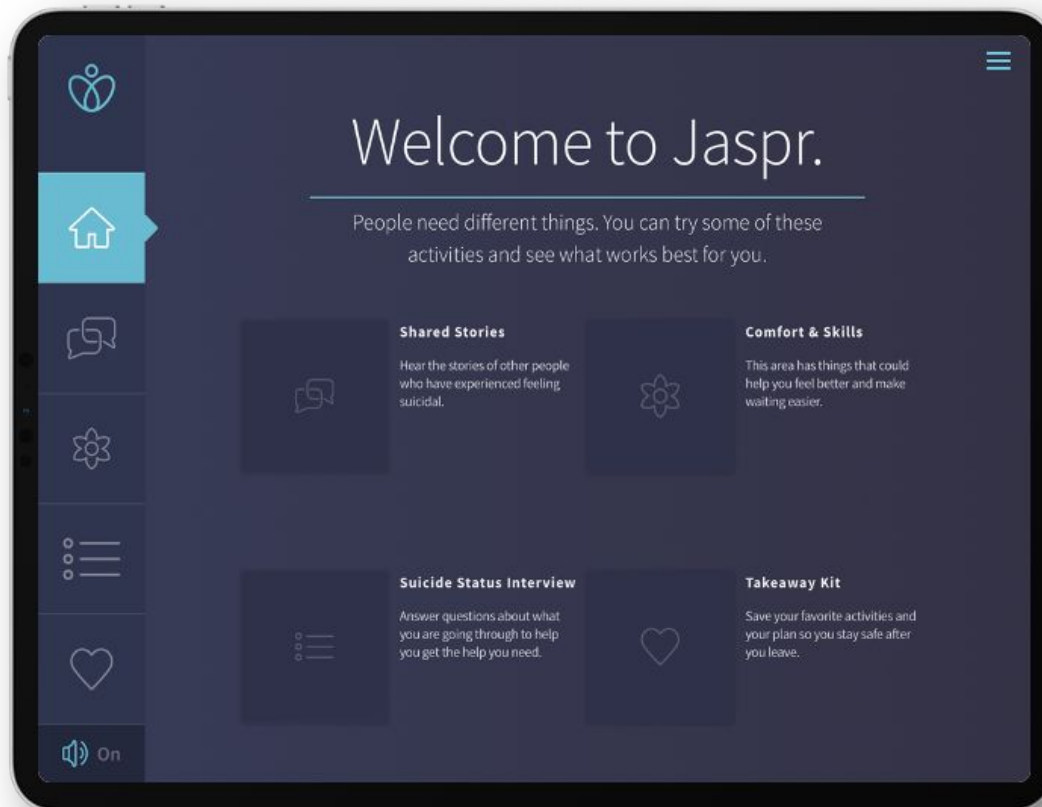 Welcome to Jaspr.
People need different things. You can try some of these
activities and see what works best for you.
Shared Stories
Hear the stories of other people
who have experienced feeling
suicidal.
Comfort & Skills
This area has things that could
help you feel better and make
waiting easier.
Suicide Status Interview
Answer questions about what
you are going through to help
you get the help you need.
Takeaway Kit
Save your favorite activities and
your plan so you stay safe after
you leave.
On